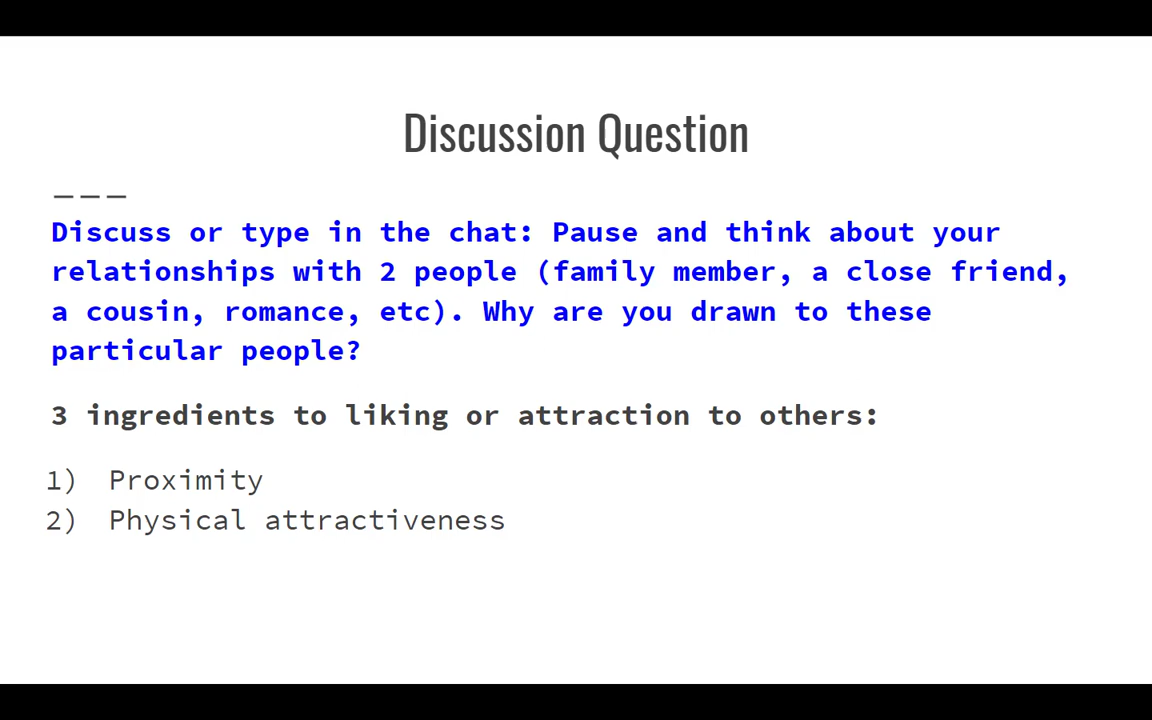 Discussion Question
———
Discuss or type in the chat: Pause and think about your
relationships with 2 people (family member, a close friend,
a cousin, romance, etc). Why are you drawn to these
particular people?
3 ingredients to liking or attraction to others:
1) Proximity
2) Physical attractiveness